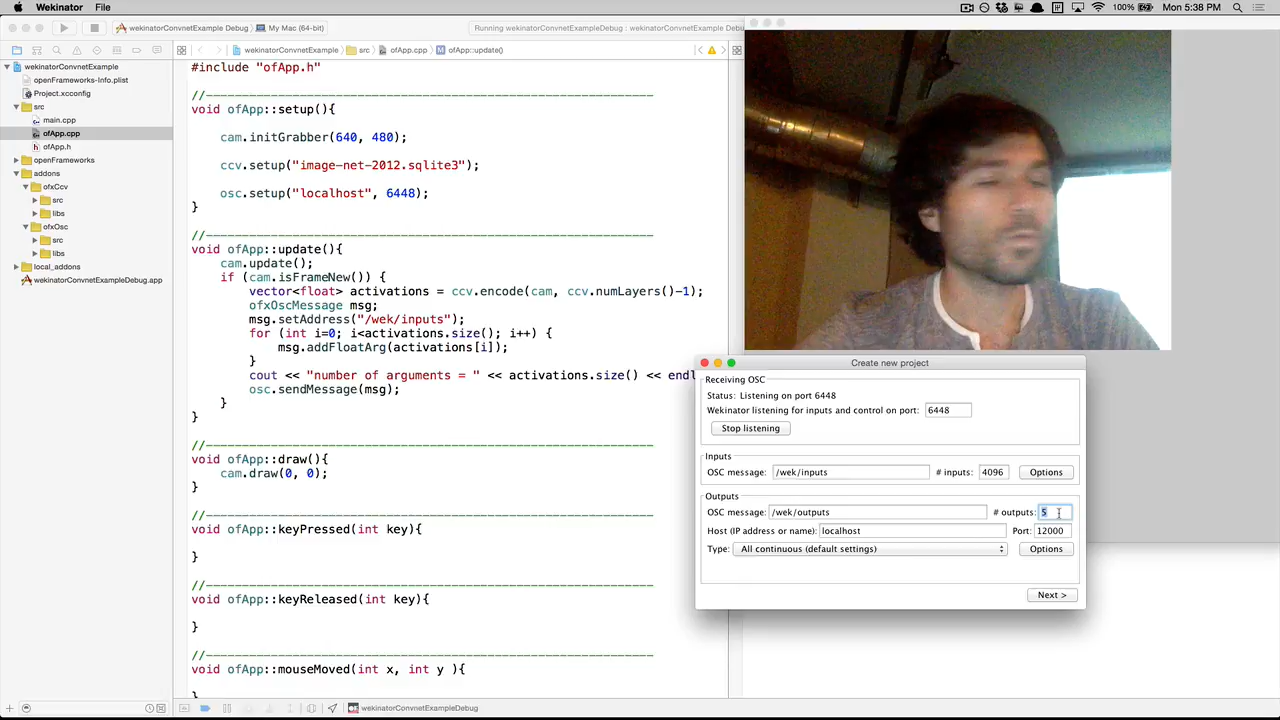 Wekinator File 100% Mon 5:38 PM
wekinatorConvnetExample Debug My Mac (64-bit) Running wekinatorConvnetExampleDebug : wekinatorConvnetExampleDebug
wekinatorConvnetExample src ofApp.cpp ofApp::update()
wekinatorConvnetExample
openFrameworks-Info.plist
Project.xcconfig
src
main.cpp
ofApp.cpp
ofApp.h
openFrameworks
addons
ofxCcv
src
libs
ofxOsc
src
libs
local_addons
wekinatorConvnetExampleDebug.app
#include "ofApp.h"
//--------------------------------------------------------------
void ofApp::setup(){
cam.initGrabber(640, 480);
ccv.setup("image-net-2012.sqlite3");
osc.setup("localhost", 6448);
}
//--------------------------------------------------------------
void ofApp::update(){
cam.update();
if (cam.isFrameNew()) {
vector<float> activations = ccv.encode(cam, ccv.numLayers()-1);
ofxOscMessage msg;
msg.setAddress("/wek/inputs");
for (int i=0; i<activations.size(); i++) {
msg.addFloatArg(activations[i]);
}
cout << "number of arguments = " << activations.size() << endl
osc.sendMessage(msg);
}
}
//--------------------------------------------------------------
void ofApp::draw(){
cam.draw(0, 0);
}
//--------------------------------------------------------------
void ofApp::keyPressed(int key){
}
//--------------------------------------------------------------
void ofApp::keyReleased(int key){
}
//--------------------------------------------------------------
void ofApp::mouseMoved(int x, int y ){
}
wekinatorConvnetExampleDebug
Create new project
Receiving OSC
Status: Listening on port 6448
Wekinator listening for inputs and control on port: 6448
Stop listening
Inputs
OSC message: /wek/inputs # inputs: 4096 Options
Outputs
OSC message: /wek/outputs # outputs: 5
Host (IP address or name): localhost Port: 12000
Type: All continuous (default settings) Options
Next >